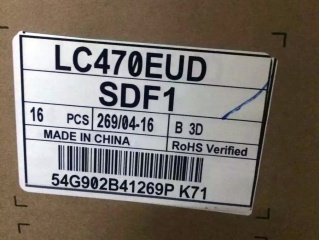 LC470EUD
SDF1
16 PCS 269/04-16 B 3D
MADE IN CHINA RoHS Verified
54G902B41269P K71